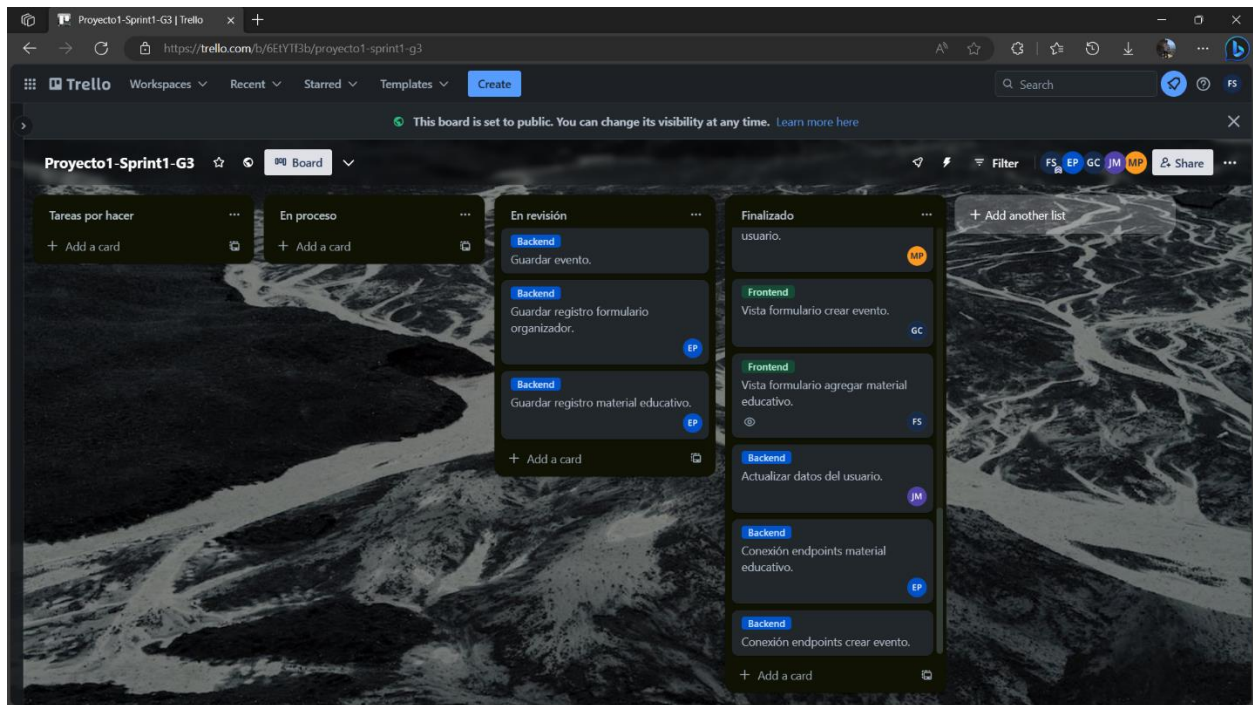 Proyecto1-Sprint1-G3 | Trello
https://trello.com/b/6EtYTf3b/proyecto1-sprint1-g3
Trello Workspaces Recent Starred Templates Create Search FS
This board is set to public. You can change its visibility at any time. Learn more here
Proyecto1-Sprint1-G3 Board Filter FS EP GC JM MP Share
Tareas por hacer
+ Add a card
En proceso
+ Add a card
En revisión
Backend
Guardar evento.
Backend
Guardar registro formulario
organizador.
EP
Backend
Guardar registro material educativo.
EP
+ Add a card
Finalizado
usuario.
MP
Frontend
Vista formulario crear evento.
GC
Frontend
Vista formulario agregar material
educativo.
FS
Backend
Actualizar datos del usuario.
JM
Backend
Conexión endpoints material
educativo.
EP
Backend
Conexión endpoints crear evento.
+ Add a card
+ Add another list